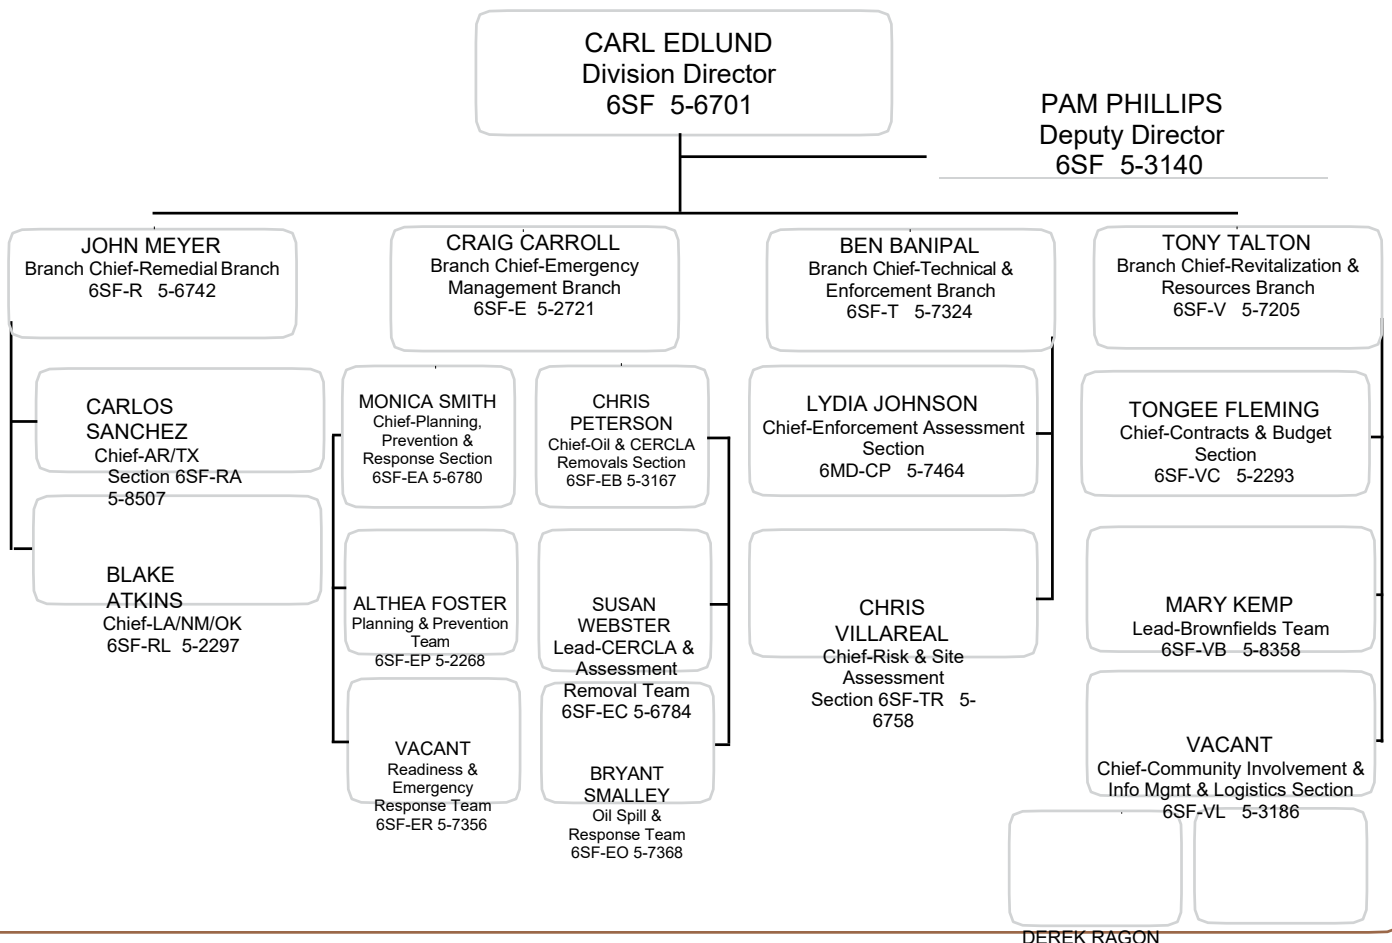 CARL EDLUND
Division Director
6SF 5-6701
PAM PHILLIPS
Deputy Director
6SF 5-3140
JOHN MEYER
Branch Chief-Remedial Branch
6SF-R 5-6742
CRAIG CARROLL
Branch Chief-Emergency
Management Branch
6SF-E 5-2721
BEN BANIPAL
Branch Chief-Technical &
Enforcement Branch
6SF-T 5-7324
TONY TALTON
Branch Chief-Revitalization &
Resources Branch
6SF-V 5-7205
CARLOS
SANCHEZ
Chief-AR/TX
Section 6SF-RA
5-8507
BLAKE
ATKINS
Chief-LA/NM/OK
6SF-RL 5-2297
MONICA SMITH
Chief-Planning,
Prevention &
Response Section
6SF-EA 5-6780
ALTHEA FOSTER
Planning & Prevention
Team
6SF-EP 5-2268
VACANT
Readiness &
Emergency
Response Team
6SF-ER 5-7356
CHRIS
PETERSON
Chief-Oil & CERCLA
Removals Section
6SF-EB 5-3167
SUSAN
WEBSTER
Lead-CERCLA &
Assessment
Removal Team
6SF-EC 5-6784
BRYANT
SMALLEY
Oil Spill &
Response Team
6SF-EO 5-7368
LYDIA JOHNSON
Chief-Enforcement Assessment
Section
6MD-CP 5-7464
CHRIS
VILLAREAL
Chief-Risk & Site
Assessment
Section 6SF-TR 5-
6758
TONGEE FLEMING
Chief-Contracts & Budget
Section
6SF-VC 5-2293
MARY KEMP
Lead-Brownfields Team
6SF-VB 5-8358
VACANT
Chief-Community Involvement &
Info Mgmt & Logistics Section
6SF-VL 5-3186
DEREK RAGON